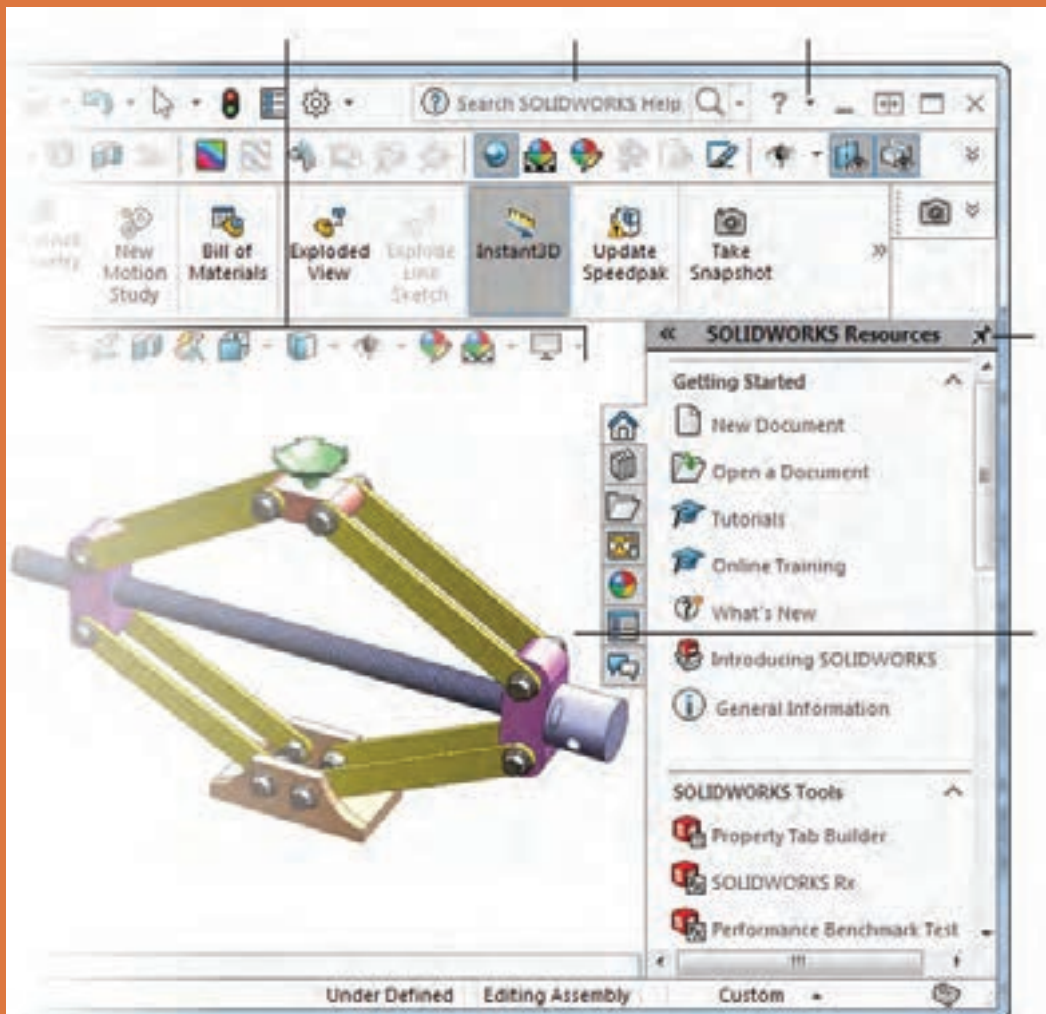 Search SOLIDWORKS Help
?
New
Motion
Study
Bill of
Materials
Exploded
View
Explode
Line
Sketch
Instant3D
Update
Speedpak
Take
Snapshot
SOLIDWORKS Resources
Getting Started
New Document
Open a Document
Tutorials
Online Training
What's New
Introducing SOLIDWORKS
General Information
SOLIDWORKS Tools
Property Tab Builder
SOLIDWORKS Rx
Performance Benchmark Test
Under Defined Editing Assembly Custom